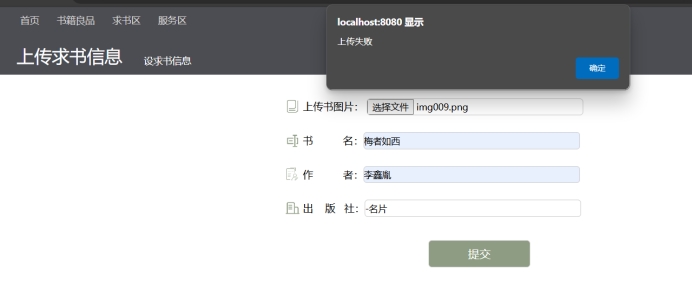 首页 书籍良品 求书区 服务区
localhost:8080 显示
上传失败
确定
上传求书信息 设求书信息
上传书图片: 选择文件 img009.png
书 名: 梅者如西
作 者: 李鑫胤
出 版 社: -名片
提交